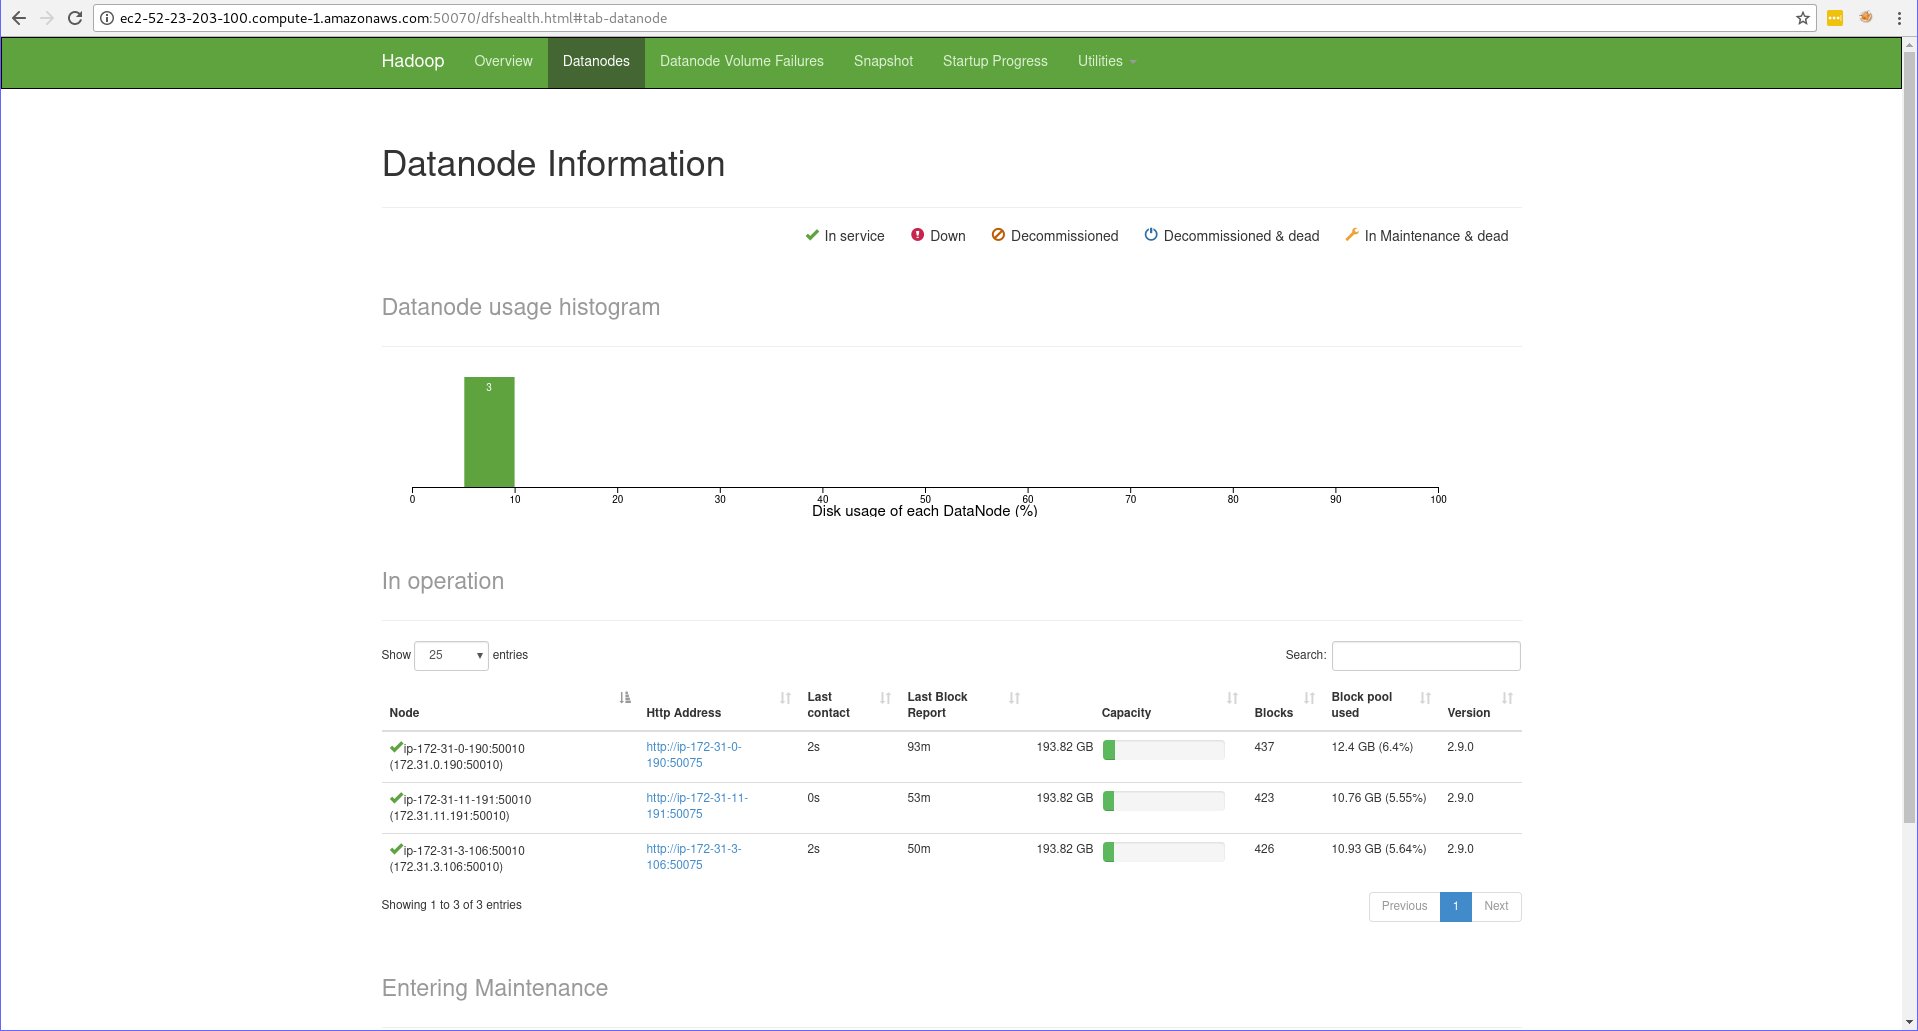 ec2-52-23-203-100.compute-1.amazonaws.com:50070/dfshealth.html#tab-datanode
Hadoop Overview Datanodes Datanode Volume Failures Snapshot Startup Progress Utilities
Datanode Information
In service Down Decommissioned Decommissioned & dead In Maintenance & dead
Datanode usage histogram
3
0 10 20 30 40 50 60 70 80 90 100
Disk usage of each DataNode (%)
In operation
Show 25 entries Search:
Last Last Block Block pool
Node Http Address contact Report Capacity Blocks used Version
ip-172-31-0-190:50010 http://ip-172-31-0- 2s 93m 193.82 GB 437 12.4 GB (6.4%) 2.9.0
(172.31.0.190:50010) 190:50075
ip-172-31-11-191:50010 http://ip-172-31-11- 0s 53m 193.82 GB 423 10.76 GB (5.55%) 2.9.0
(172.31.11.191:50010) 191:50075
ip-172-31-3-106:50010 http://ip-172-31-3- 2s 50m 193.82 GB 426 10.93 GB (5.64%) 2.9.0
(172.31.3.106:50010) 106:50075
Showing 1 to 3 of 3 entries Previous 1 Next
Entering Maintenance